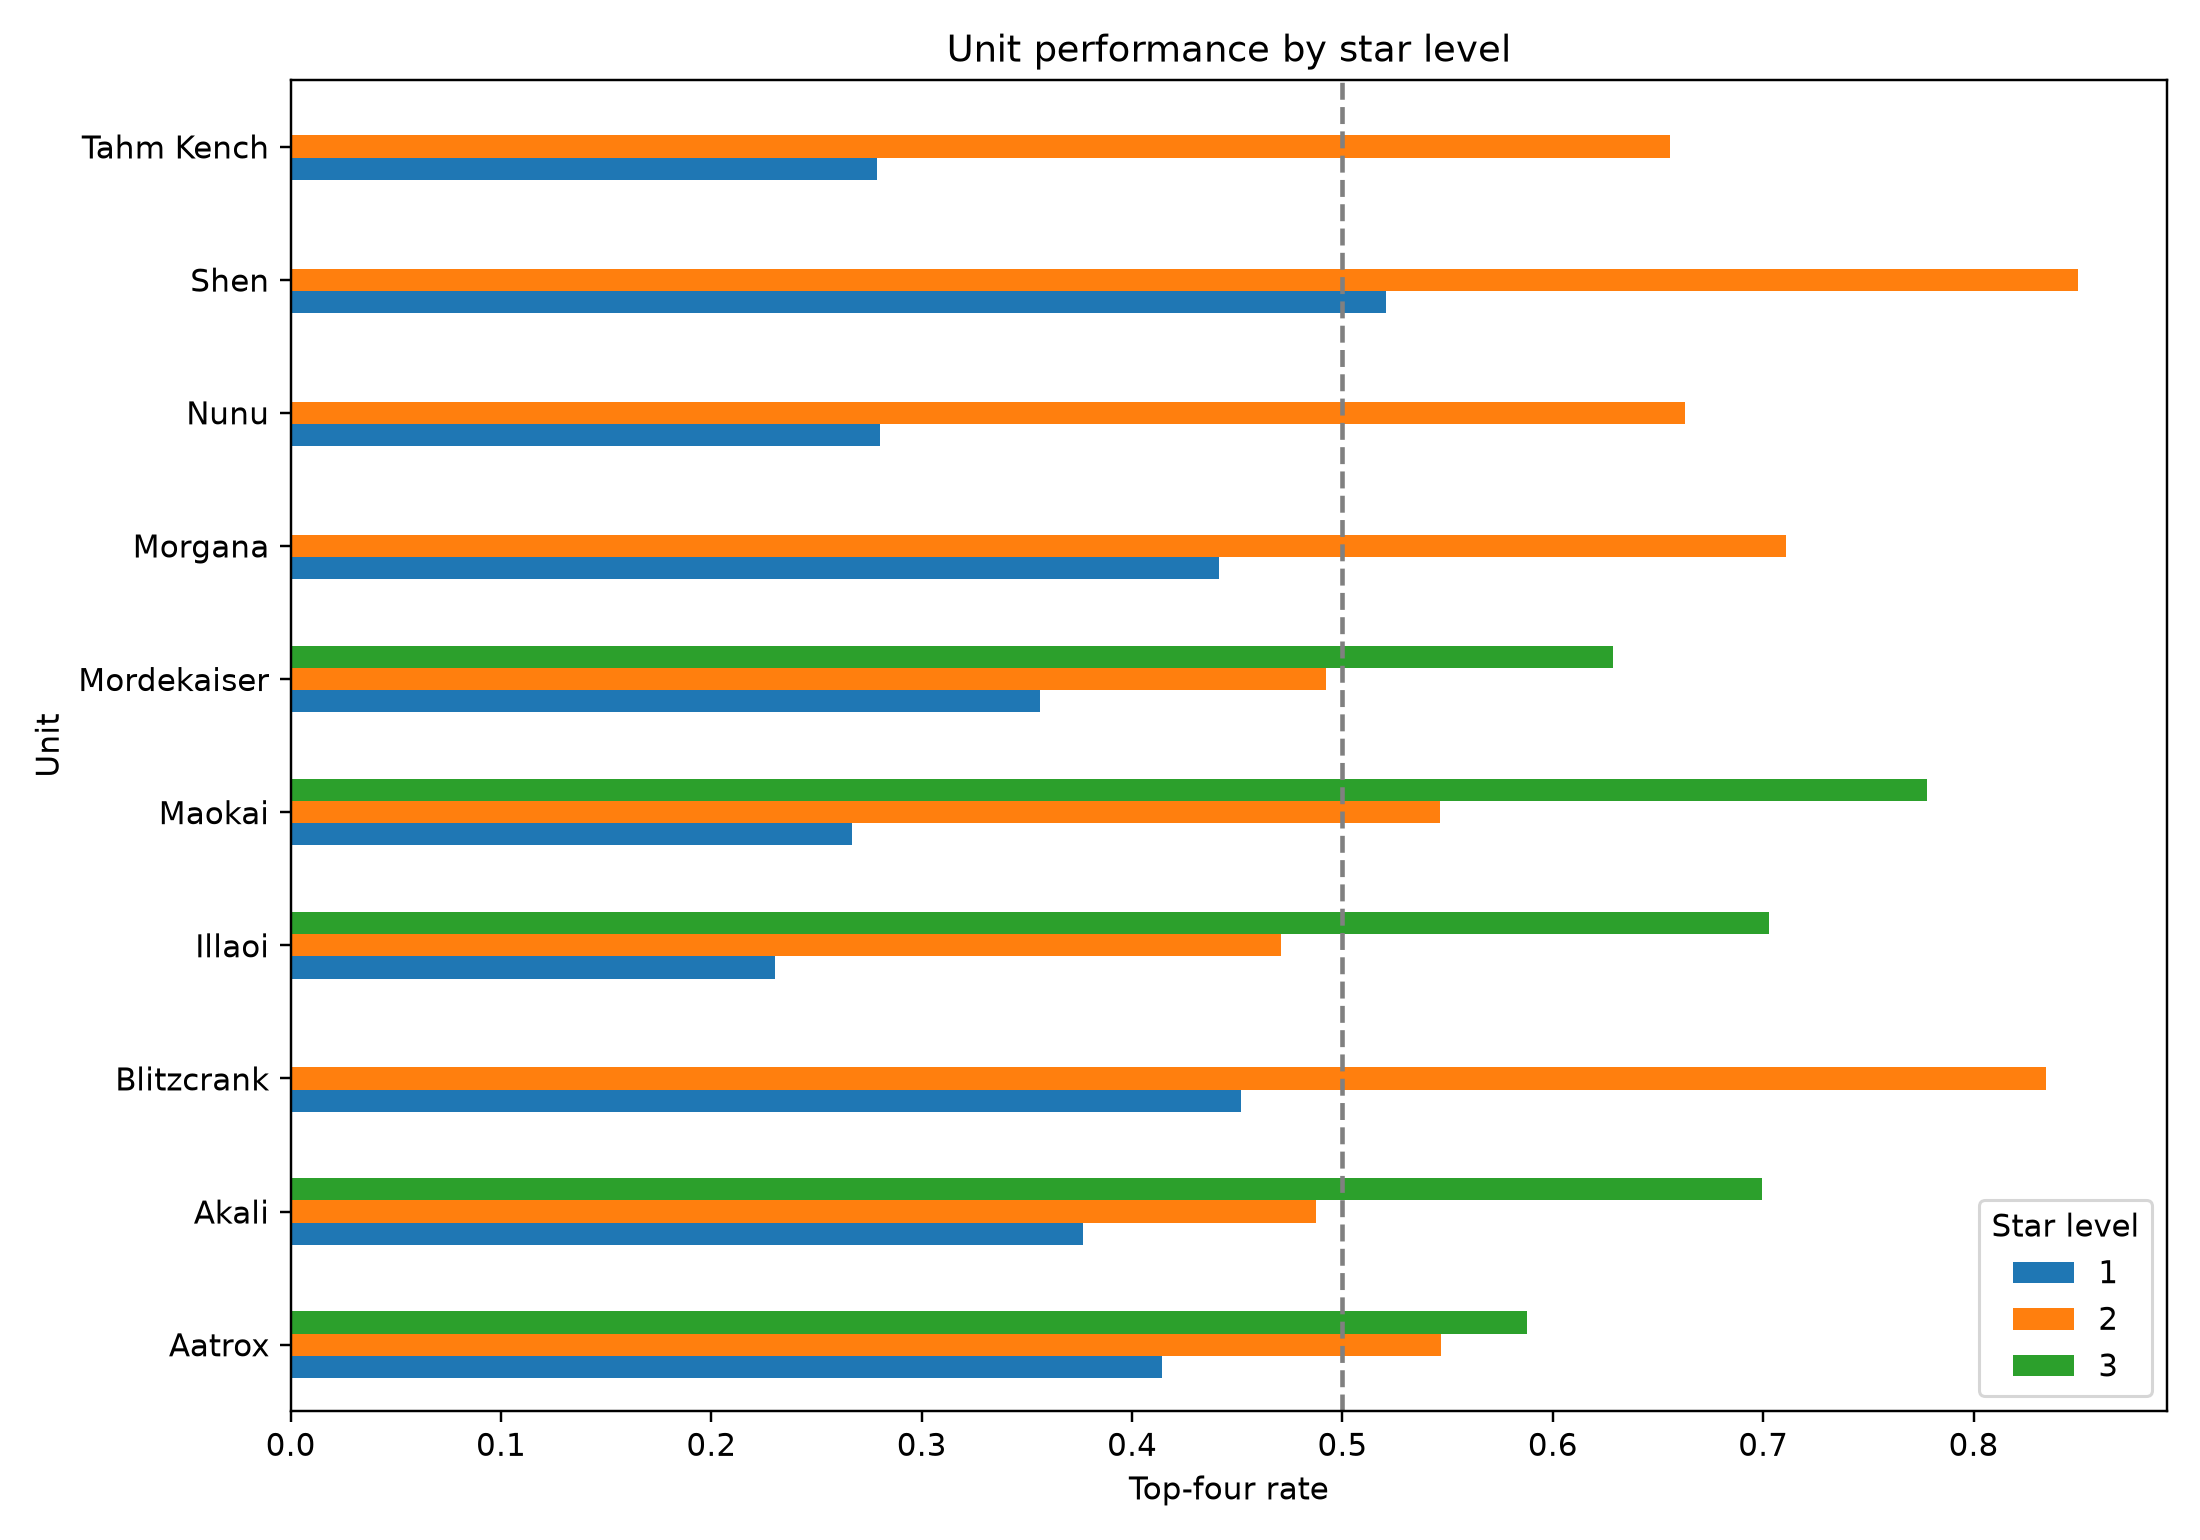 Unit performance by star level
Tahm Kench
Shen
Nunu
Morgana
Mordekaiser
Maokai
Illaoi
Blitzcrank
Akali
Aatrox
Unit
Star level
1
2
3
0.0 0.1 0.2 0.3 0.4 0.5 0.6 0.7 0.8
Top-four rate